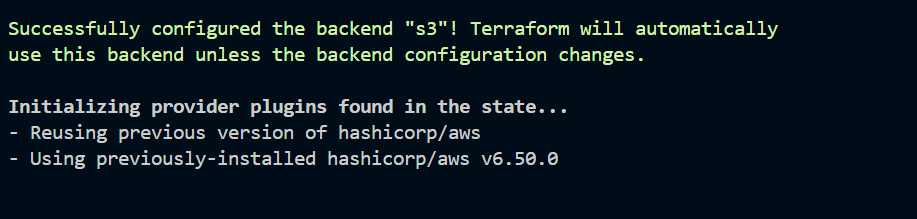 Successfully configured the backend "s3"! Terraform will automatically
use this backend unless the backend configuration changes.
Initializing provider plugins found in the state...
- Reusing previous version of hashicorp/aws
- Using previously-installed hashicorp/aws v6.50.0